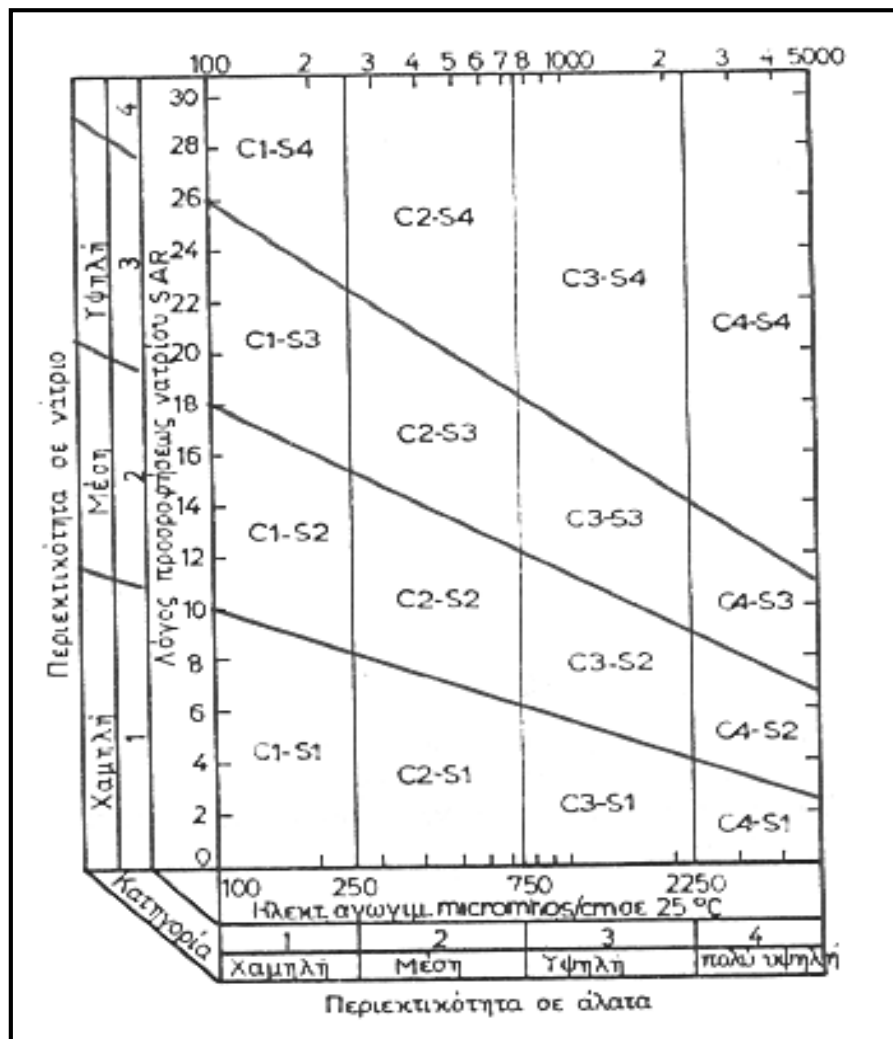 100 2 3 4 5 6 7 8 1000 2 3 4 5000
30
28
26
24
22
20
18
16
14
12
10
8
6
4
2
0
C1-S4
C2-S4
C3-S4
C4-S4
C1-S3
C2-S3
C3-S3
C4-S3
C1-S2
C2-S2
C3-S2
C4-S2
C1-S1
C2-S1
C3-S1
C4-S1
Λόγος προσροφήσεως νατρίου SAR
4
3
2
1
Υψηλή
Μέση
Χαμηλή
Περιεκτικότητα σε νάτριο
Κατηγορία
100 250 750 2250
Ηλεκτ. αγωγιμ. micromhos/cm σε 25 °C
1 2 3 4
Χαμηλή Μέση Υψηλή πολύ υψηλή
Περιεκτικότητα σε άλατα